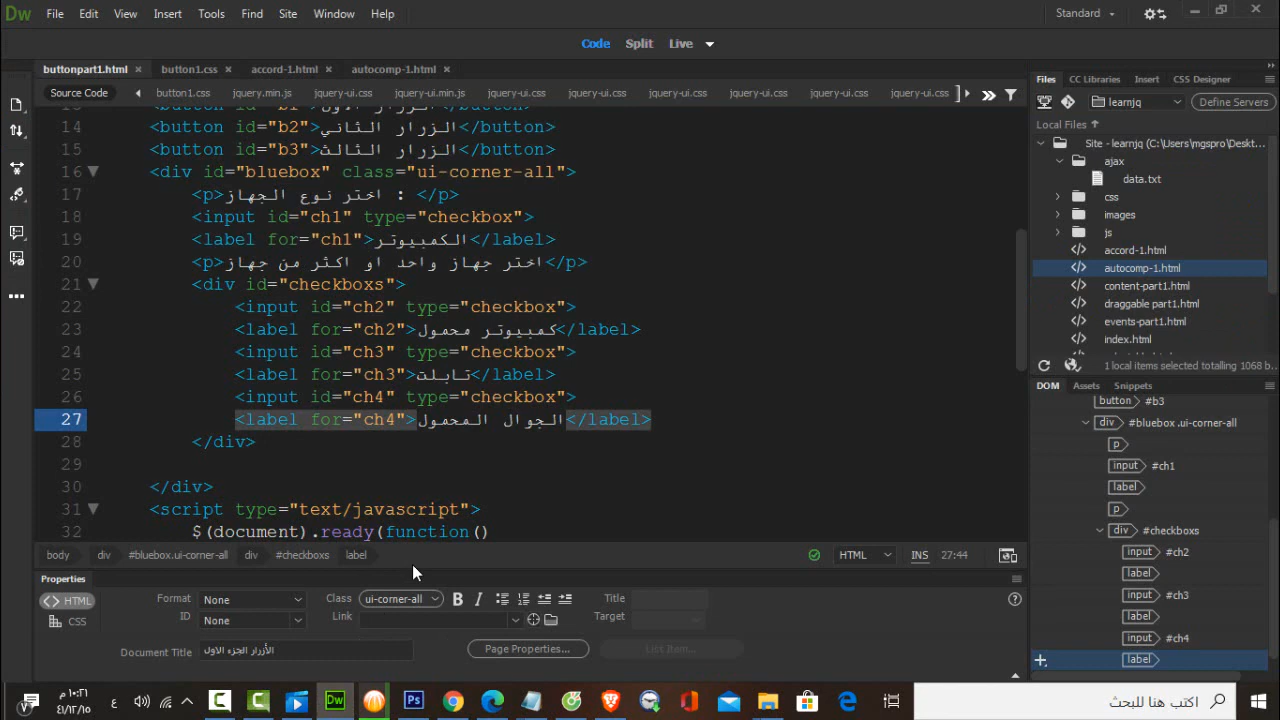 Dw File Edit View Insert Tools Find Site Window Help Standard
Code Split Live
buttonpart1.html button1.css accord-1.html autocomp-1.html
Source Code button1.css jquery.min.js jquery-ui.css jquery-ui.min.js jquery-ui.css jquery-ui.css jquery-ui.css jquery-ui.css jquery-ui.css
14 <button id="b2">الزرار الثاني</button>
15 <button id="b3">الزرار الثالث</button>
16 <div id="bluebox" class="ui-corner-all">
17 <p>اختر نوع الجهاز : </p>
18 <input id="ch1" type="checkbox">
19 <label for="ch1">الكمبيوتر</label>
20 <p>اختر جهاز واحد او اكثر من جهاز</p>
21 <div id="checkboxs">
22 <input id="ch2" type="checkbox">
23 <label for="ch2">كمبيوتر محمول</label>
24 <input id="ch3" type="checkbox">
25 <label for="ch3">تابلت</label>
26 <input id="ch4" type="checkbox">
27 <label for="ch4">الجوال المحمول</label>
28 </div>
29
30 </div>
31 <script type="text/javascript">
32 $(document).ready(function()
body div #bluebox.ui-corner-all div #checkboxs label HTML INS 27:44
Properties
HTML Format None Class ui-corner-all B I Title
CSS ID None Link Target
Document Title الأزرار الجزء الاول Page Properties... List Item...
Files CC Libraries Insert CSS Designer
learnjq Define Servers
Local Files
Site - learnjq (C:\Users\mgspro\Deskt...
ajax
data.txt
css
images
js
accord-1.html
autocomp-1.html
content-part1.html
draggable part1.html
events-part1.html
index.html
1 local items selected totalling 1068 b...
DOM Assets Snippets
button #b3
div #bluebox .ui-corner-all
p
input #ch1
label
p
div #checkboxs
input #ch2
label
input #ch3
label
input #ch4
label
١٠:٢١ م
٤١/١٢/١٥
ع
Dw Ps
اكتب هنا للبحث